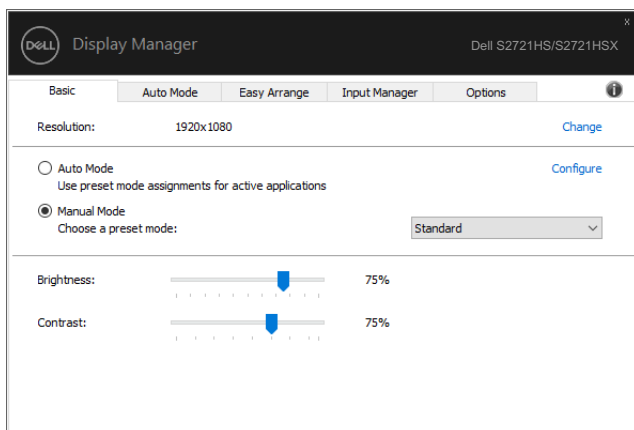 x
DELL Display Manager Dell S2721HS/S2721HSX
Basic Auto Mode Easy Arrange Input Manager Options i
Resolution: 1920x1080 Change
Auto Mode Configure
Use preset mode assignments for active applications
Manual Mode
Choose a preset mode: Standard
Brightness: 75%
Contrast: 75%